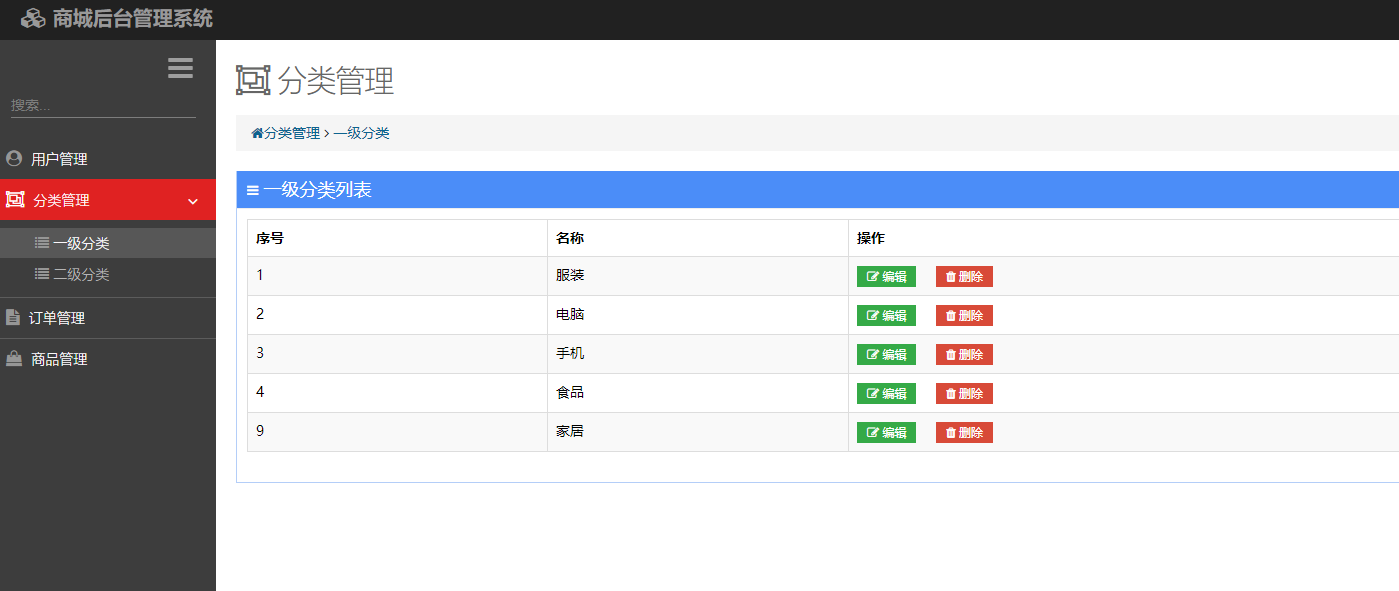 商城后台管理系统
搜索...
用户管理
分类管理
一级分类
二级分类
订单管理
商品管理
分类管理
分类管理 > 一级分类
一级分类列表
序号 名称 操作
1 服装 编辑 删除
2 电脑 编辑 删除
3 手机 编辑 删除
4 食品 编辑 删除
9 家居 编辑 删除